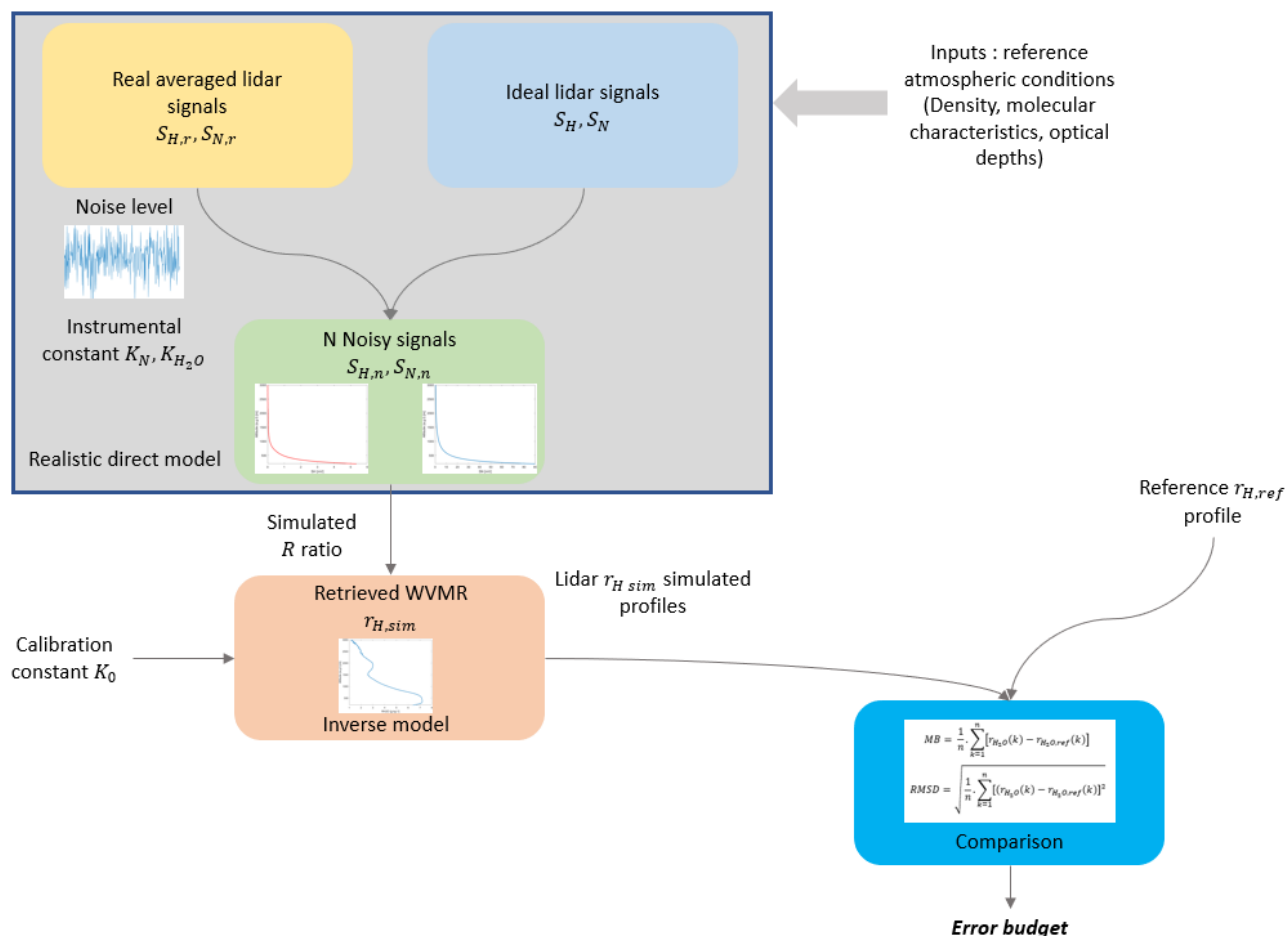 Real averaged lidar
signals
S_{H,r}, S_{N,r}
Ideal lidar signals
S_H, S_N
Inputs : reference
atmospheric conditions
(Density, molecular
characteristics, optical
depths)
Noise level
Instrumental
constant K_N, K_{H_2O}
N Noisy signals
S_{H,n}, S_{N,n}
Realistic direct model
Simulated
R ratio
Reference r_{H,ref}
profile
Retrieved WVMR
r_{H,sim}
Inverse model
Lidar r_{H sim} simulated
profiles
Calibration
constant K_0
MB = \frac{1}{n} . \sum_{k=1}^{n} [r_{H_2O}(k) − r_{H_2O,ref}(k)]
RMSD = \sqrt{\frac{1}{n} . \sum_{k=1}^{n} [(r_{H_2O}(k) − r_{H_2O,ref}(k)]^2}
Comparison
Error budget